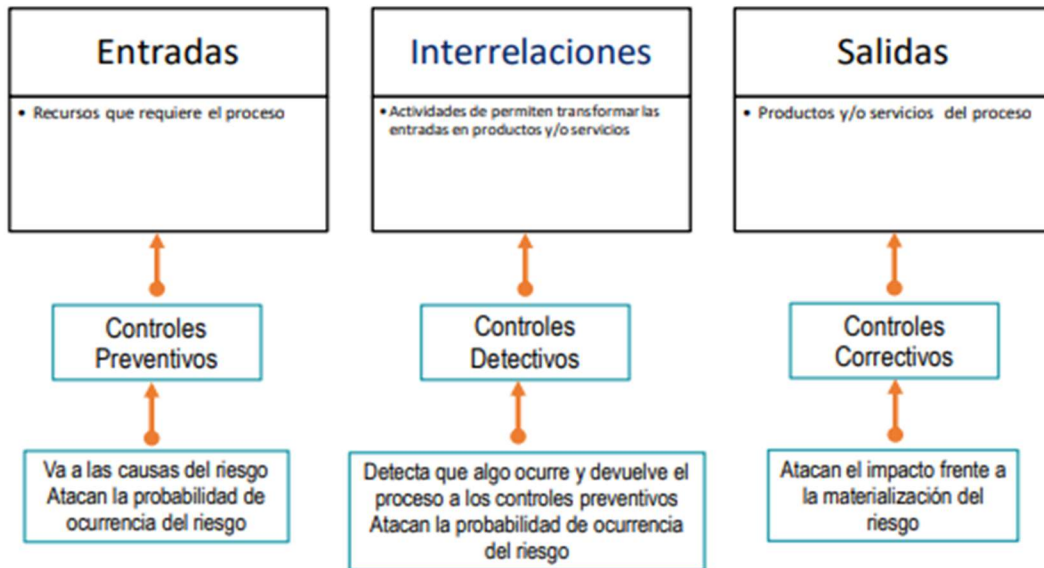 Entradas
• Recursos que requiere el proceso
Interrelaciones
• Actividades de permiten transformar las
entradas en productos y/o servicios
Salidas
• Productos y/o servicios del proceso
Controles
Preventivos
Controles
Detectivos
Controles
Correctivos
Va a las causas del riesgo
Atacan la probabilidad de
ocurrencia del riesgo
Detecta que algo ocurre y devuelve el
proceso a los controles preventivos
Atacan la probabilidad de ocurrencia
del riesgo
Atacan el impacto frente a
la materialización del
riesgo